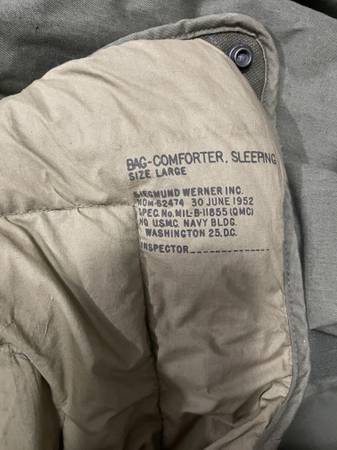 BAG-COMFORTER, SLEEPING
SIZE LARGE
SIEGMUND WERNER INC.
NOM-62474 30 JUNE 1952
SPEC. No. MIL-B-11855 (QMC)
HQ U.S.M.C. NAVY BLDG.
WASHINGTON 25, D.C.
INSPECTOR